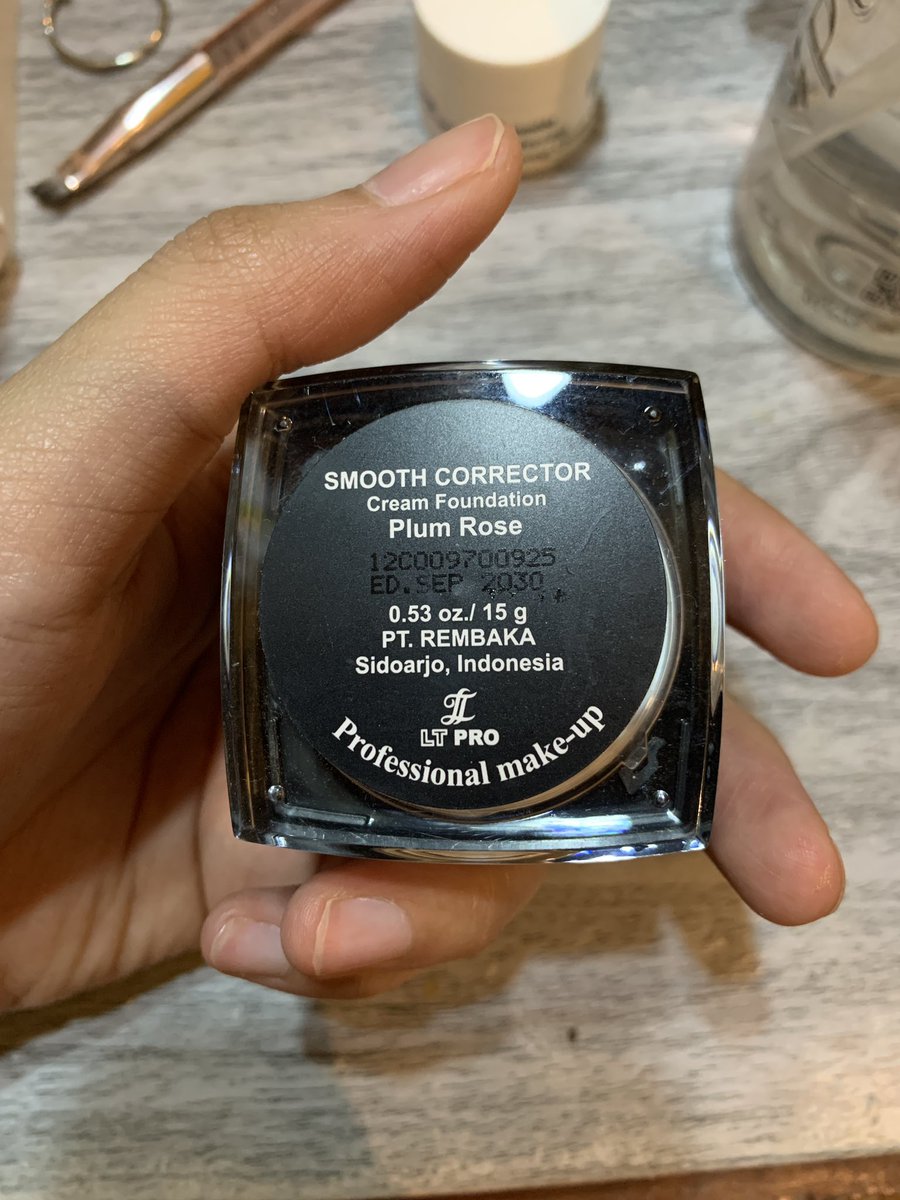 SMOOTH CORRECTOR
Cream Foundation
Plum Rose
12C009700925
ED.SEP 2030
0.53 oz./ 15 g
PT. REMBAKA
Sidoarjo, Indonesia
LT PRO
Professional make-up